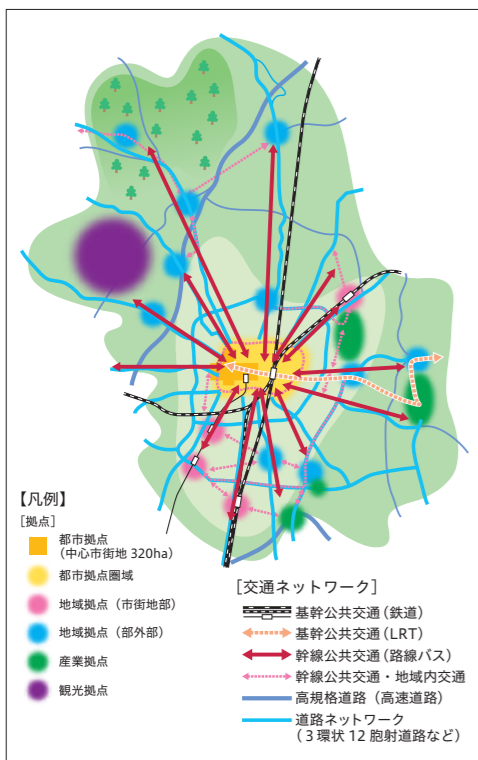 【凡例】
［拠点］
都市拠点
（中心市街地 320ha）
都市拠点圏域
地域拠点（市街地部）
地域拠点（部外部）
産業拠点
観光拠点
［交通ネットワーク］
基幹公共交通（鉄道）
基幹公共交通（LRT）
幹線公共交通（路線バス）
幹線公共交通・地域内交通
高規格道路（高速道路）
道路ネットワーク
（3環状 12 胞射道路など）